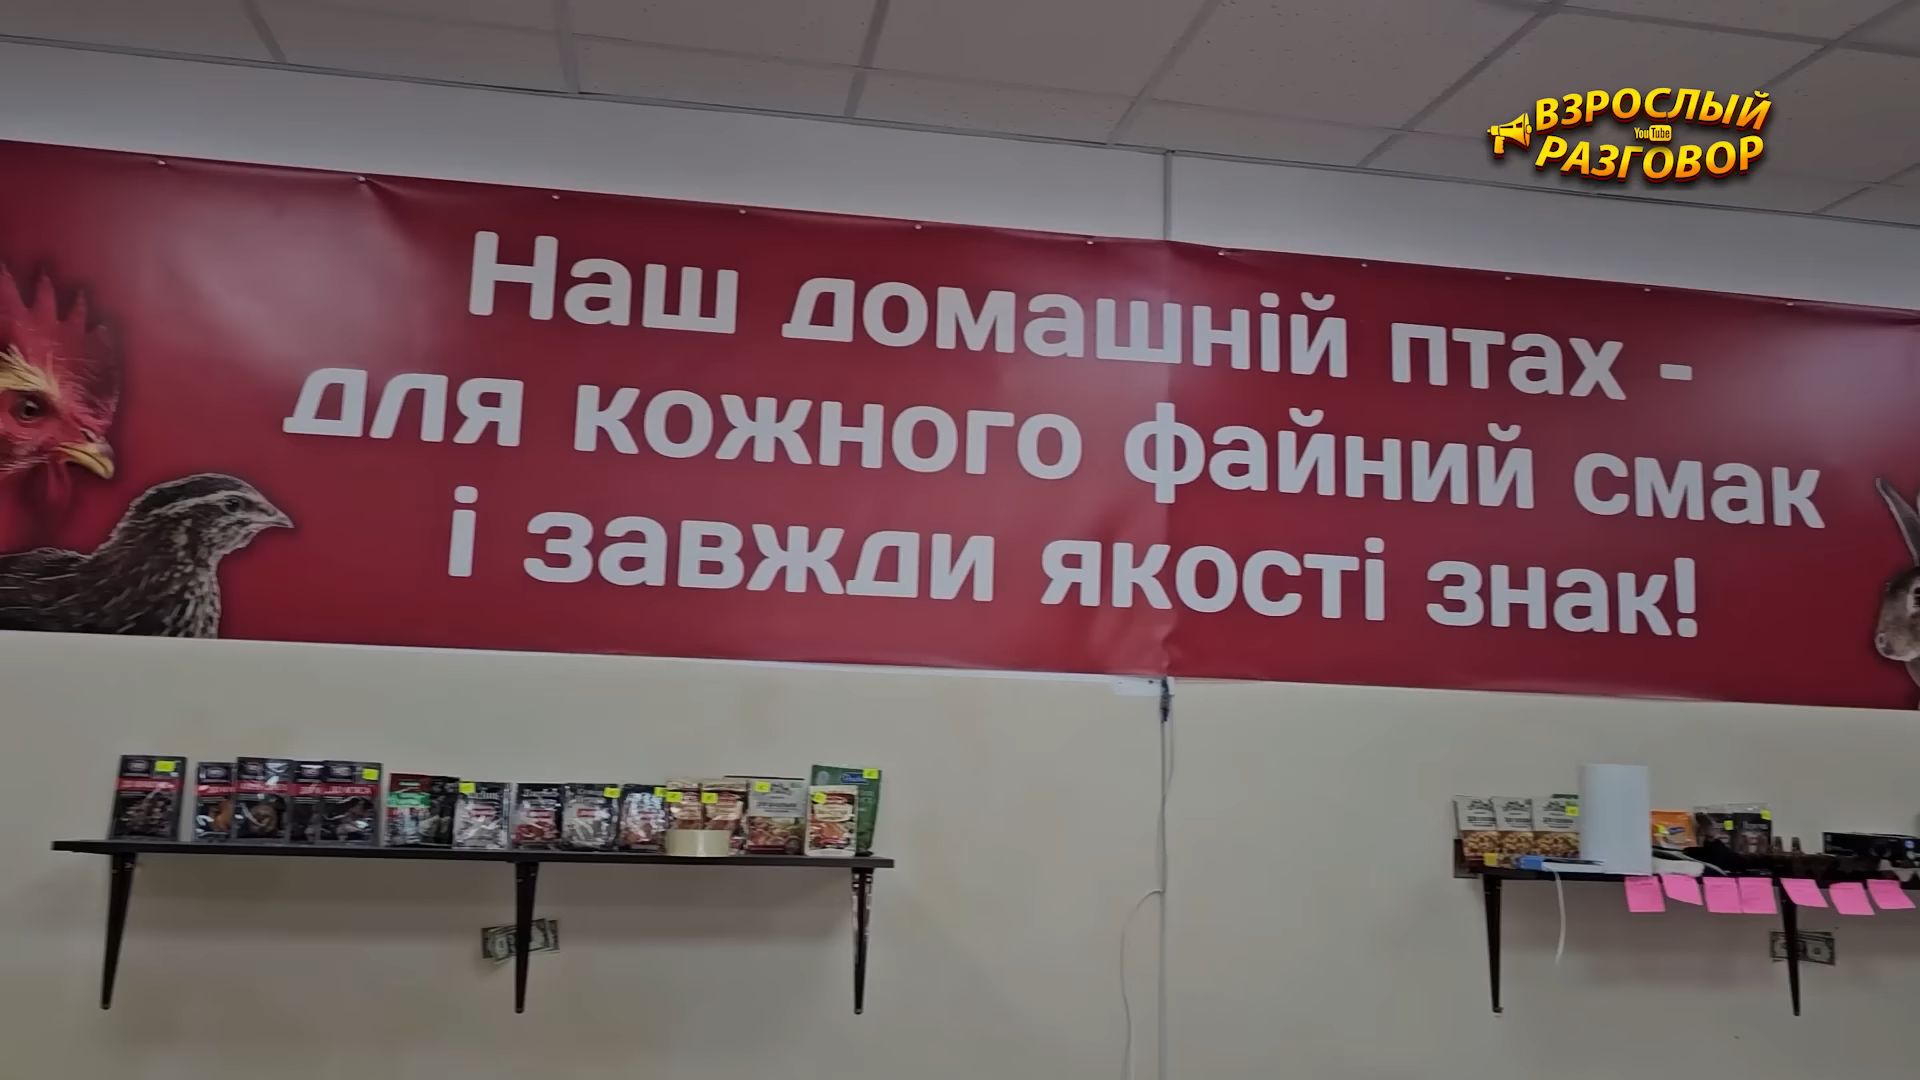 ВЗРОСЛЫЙ
YouTube
РАЗГОВОР
Наш домашній птах -
для кожного файний смак
і завжди якості знак!